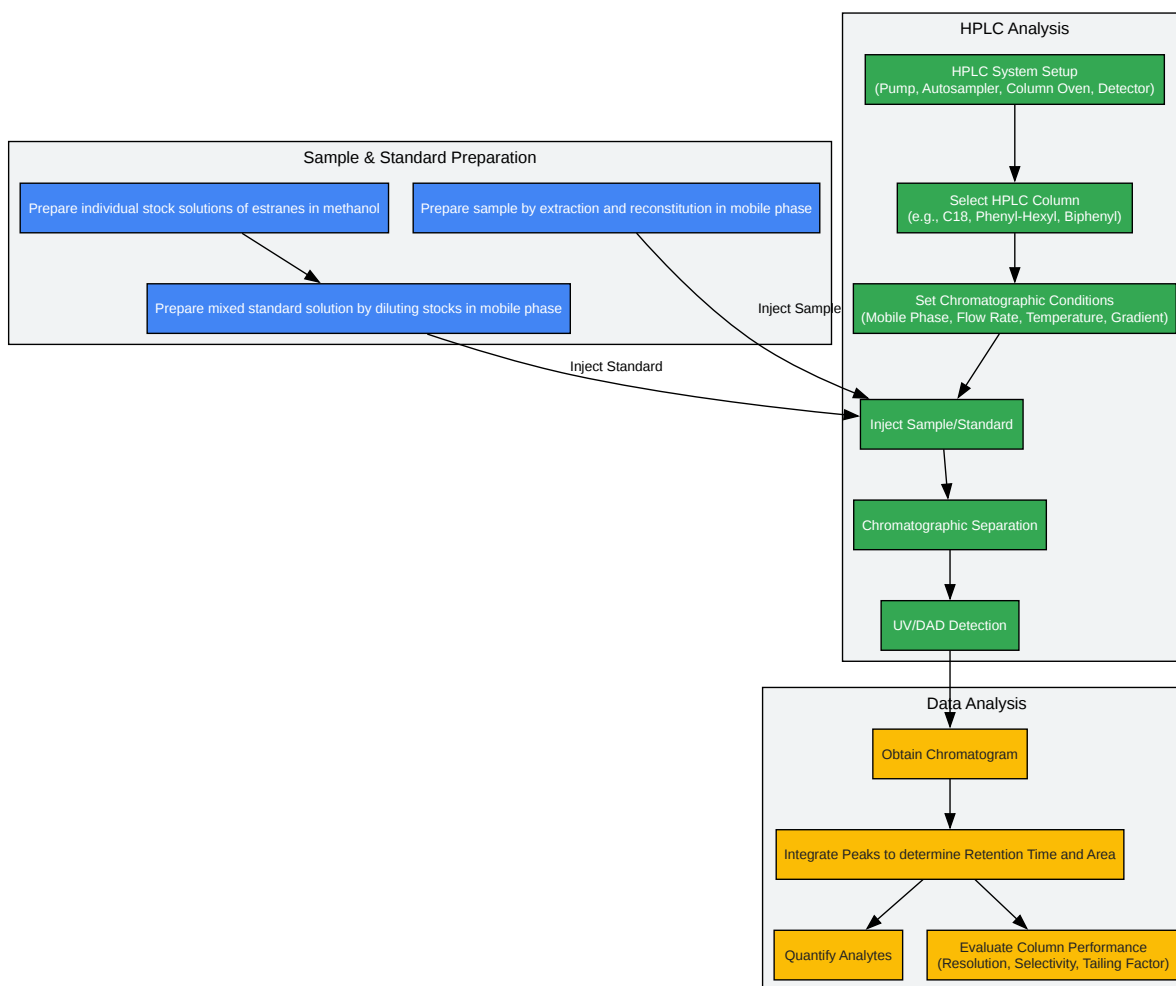 HPLC Analysis
HPLC System Setup
(Pump, Autosampler, Column Oven, Detector)
Sample & Standard Preparation
Prepare individual stock solutions of estranes in methanol
Prepare sample by extraction and reconstitution in mobile phase
Select HPLC Column
(e.g., C18, Phenyl-Hexyl, Biphenyl)
Prepare mixed standard solution by diluting stocks in mobile phase
Inject Sample
Set Chromatographic Conditions
(Mobile Phase, Flow Rate, Temperature, Gradient)
Inject Standard
Inject Sample/Standard
Chromatographic Separation
UV/DAD Detection
Data Analysis
Obtain Chromatogram
Integrate Peaks to determine Retention Time and Area
Quantify Analytes
Evaluate Column Performance
(Resolution, Selectivity, Tailing Factor)